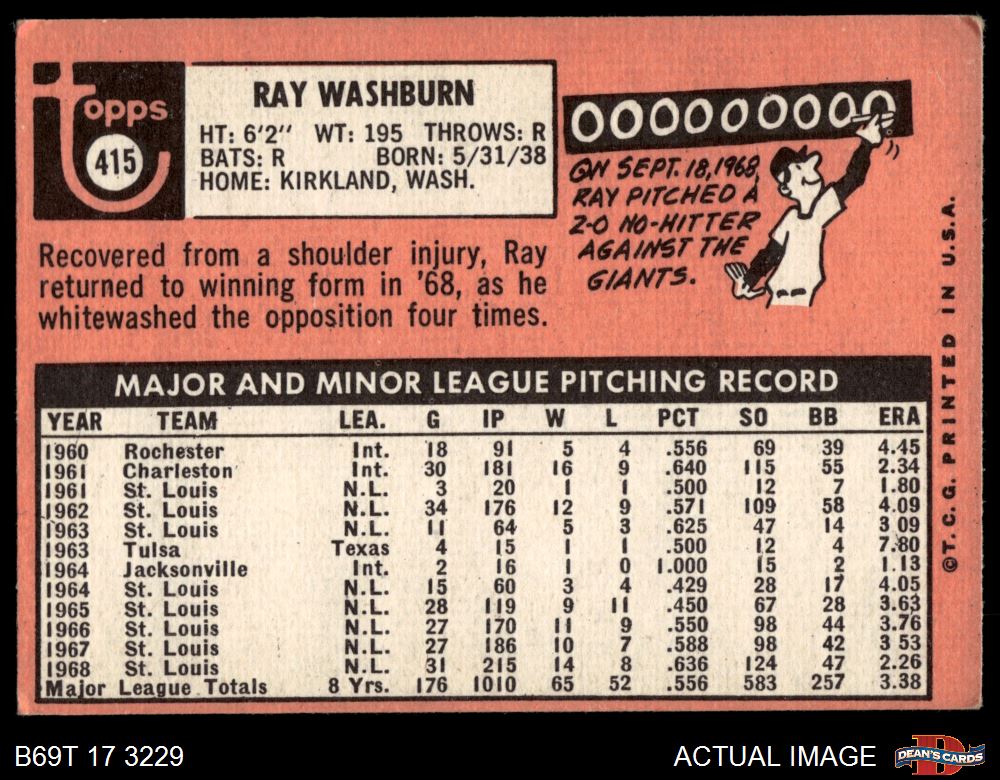 Topps
415
RAY WASHBURN
HT: 6'2" WT: 195 THROWS: R
BATS: R BORN: 5/31/38
HOME: KIRKLAND, WASH.
OOOOOOOOO
ON SEPT. 18, 1968,
RAY PITCHED A
2-0 NO-HITTER
AGAINST THE
GIANTS.
Recovered from a shoulder injury, Ray
returned to winning form in '68, as he
whitewashed the opposition four times.
MAJOR AND MINOR LEAGUE PITCHING RECORD
YEAR TEAM LEA. G IP W L PCT SO BB ERA
1960 Rochester Int. 18 91 5 4 .556 69 39 4.45
1961 Charleston Int. 30 181 16 9 .640 115 55 2.34
1961 St. Louis N.L. 3 20 1 1 .500 12 7 1.80
1962 St. Louis N.L. 34 176 12 9 .571 109 58 4.09
1963 St. Louis N.L. 11 64 5 3 .625 47 14 3.09
1963 Tulsa Texas 4 15 1 1 .500 12 4 7.80
1964 Jacksonville Int. 2 16 1 0 1.000 15 2 1.13
1964 St. Louis N.L. 15 60 3 4 .429 28 17 4.05
1965 St. Louis N.L. 28 119 9 11 .450 67 28 3.63
1966 St. Louis N.L. 27 170 11 9 .550 98 44 3.76
1967 St. Louis N.L. 27 186 10 7 .588 98 42 3 53
1968 St. Louis N.L. 31 215 14 8 .636 124 47 2.26
Major League Totals 8 Yrs. 176 1010 65 52 .556 583 257 3.38
©T. C. G. PRINTED IN U.S.A.
B69T 17 3229
ACTUAL IMAGE
D
DEAN'S CARDS